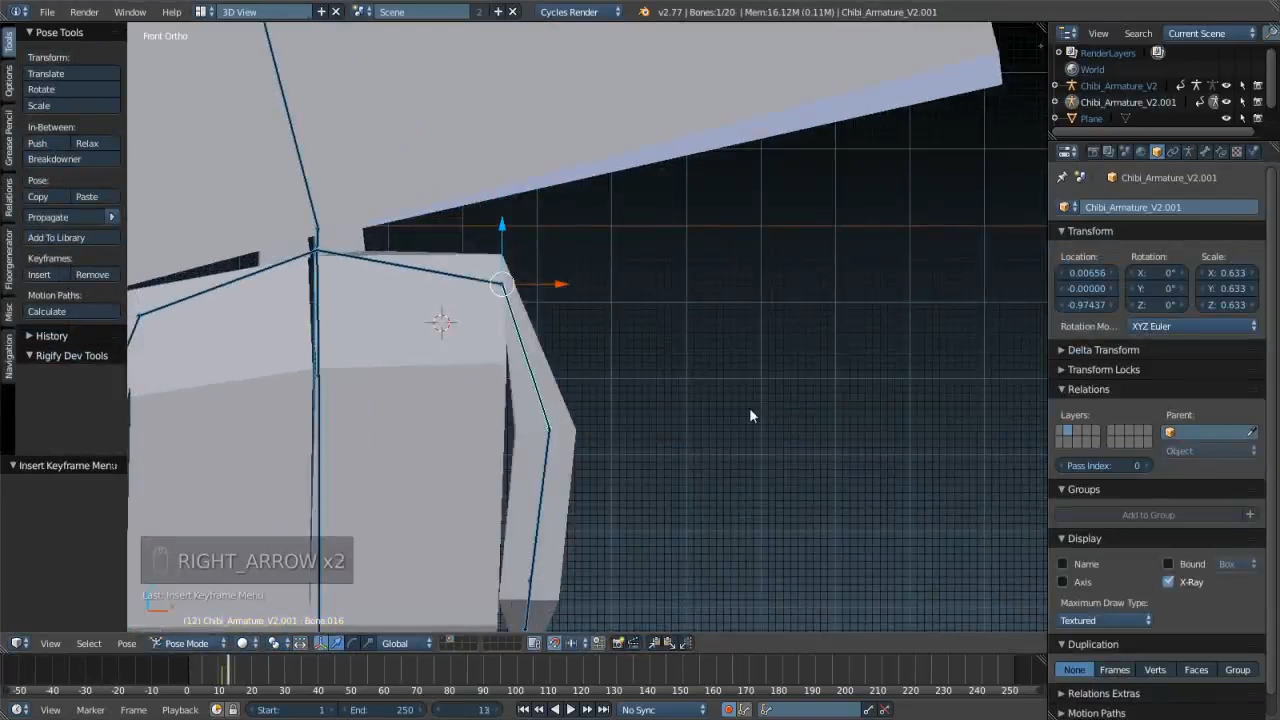 File Render Window Help 3D View Scene 2 Cycles Render v2.77 | Bones:1/20 | Mem:16.12M (0.11M) | Chibi_Armature_V2.001
Tools
Options
Grease Pencil
Relations
Floorgenerator
Misc
Navigation
Pose Tools
Transform:
Translate
Rotate
Scale
In-Between:
Push Relax
Breakdowner
Pose:
Copy Paste
Propagate
Add To Library
Keyframes:
Insert Remove
Motion Paths:
Calculate
History
Rigify Dev Tools
Insert Keyframe Menu
Front Ortho
RIGHT_ARROW x2
Last: Insert Keyframe Menu
(12) Chibi_Armature_V2.001 : Bone.016
View Search Current Scene
RenderLayers
World
Chibi_Armature_V2
Chibi_Armature_V2.001
Plane
Chibi_Armature_V2.001
Chibi_Armature_V2.001
Transform
Location: Rotation: Scale:
0.00656 X: 0° X: 0.633
-0.00000 Y: 0° Y: 0.633
-0.97437 Z: 0° Z: 0.633
Rotation Mo... XYZ Euler
Delta Transform
Transform Locks
Relations
Layers: Parent:
Object
Pass Index: 0
Groups
Add to Group
Display
Name Bound Box
Axis X-Ray
Maximum Draw Type:
Textured
Duplication
None Frames Verts Faces Group
Relations Extras
Motion Paths
View Select Pose Pose Mode Global
-50 -40 -30 -20 -10 0 10 20 30 40 50 60 70 80 90 100 110 120 130 140 150 160 170 180 190 200 210 220 230 240 250
View Marker Frame Playback Start: 1 End: 250 13 No Sync